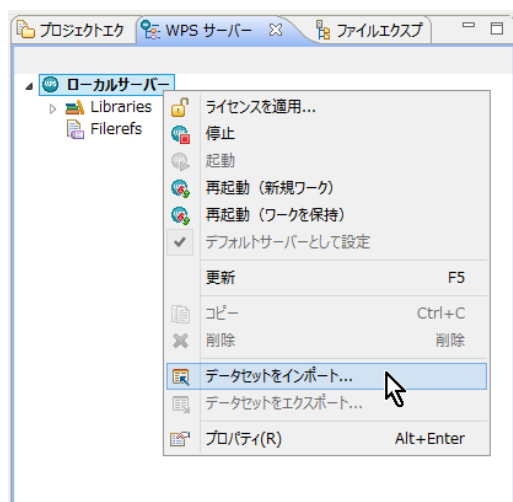 プロジェクトエク WPS サーバー ファイルエクスプ
ローカルサーバー
Libraries
Filerefs
ライセンスを適用...
停止
起動
再起動（新規ワーク）
再起動（ワークを保持）
デフォルトサーバーとして設定
更新 F5
コピー Ctrl+C
削除 削除
データセットをインポート...
データセットをエクスポート...
プロパティ(R) Alt+Enter